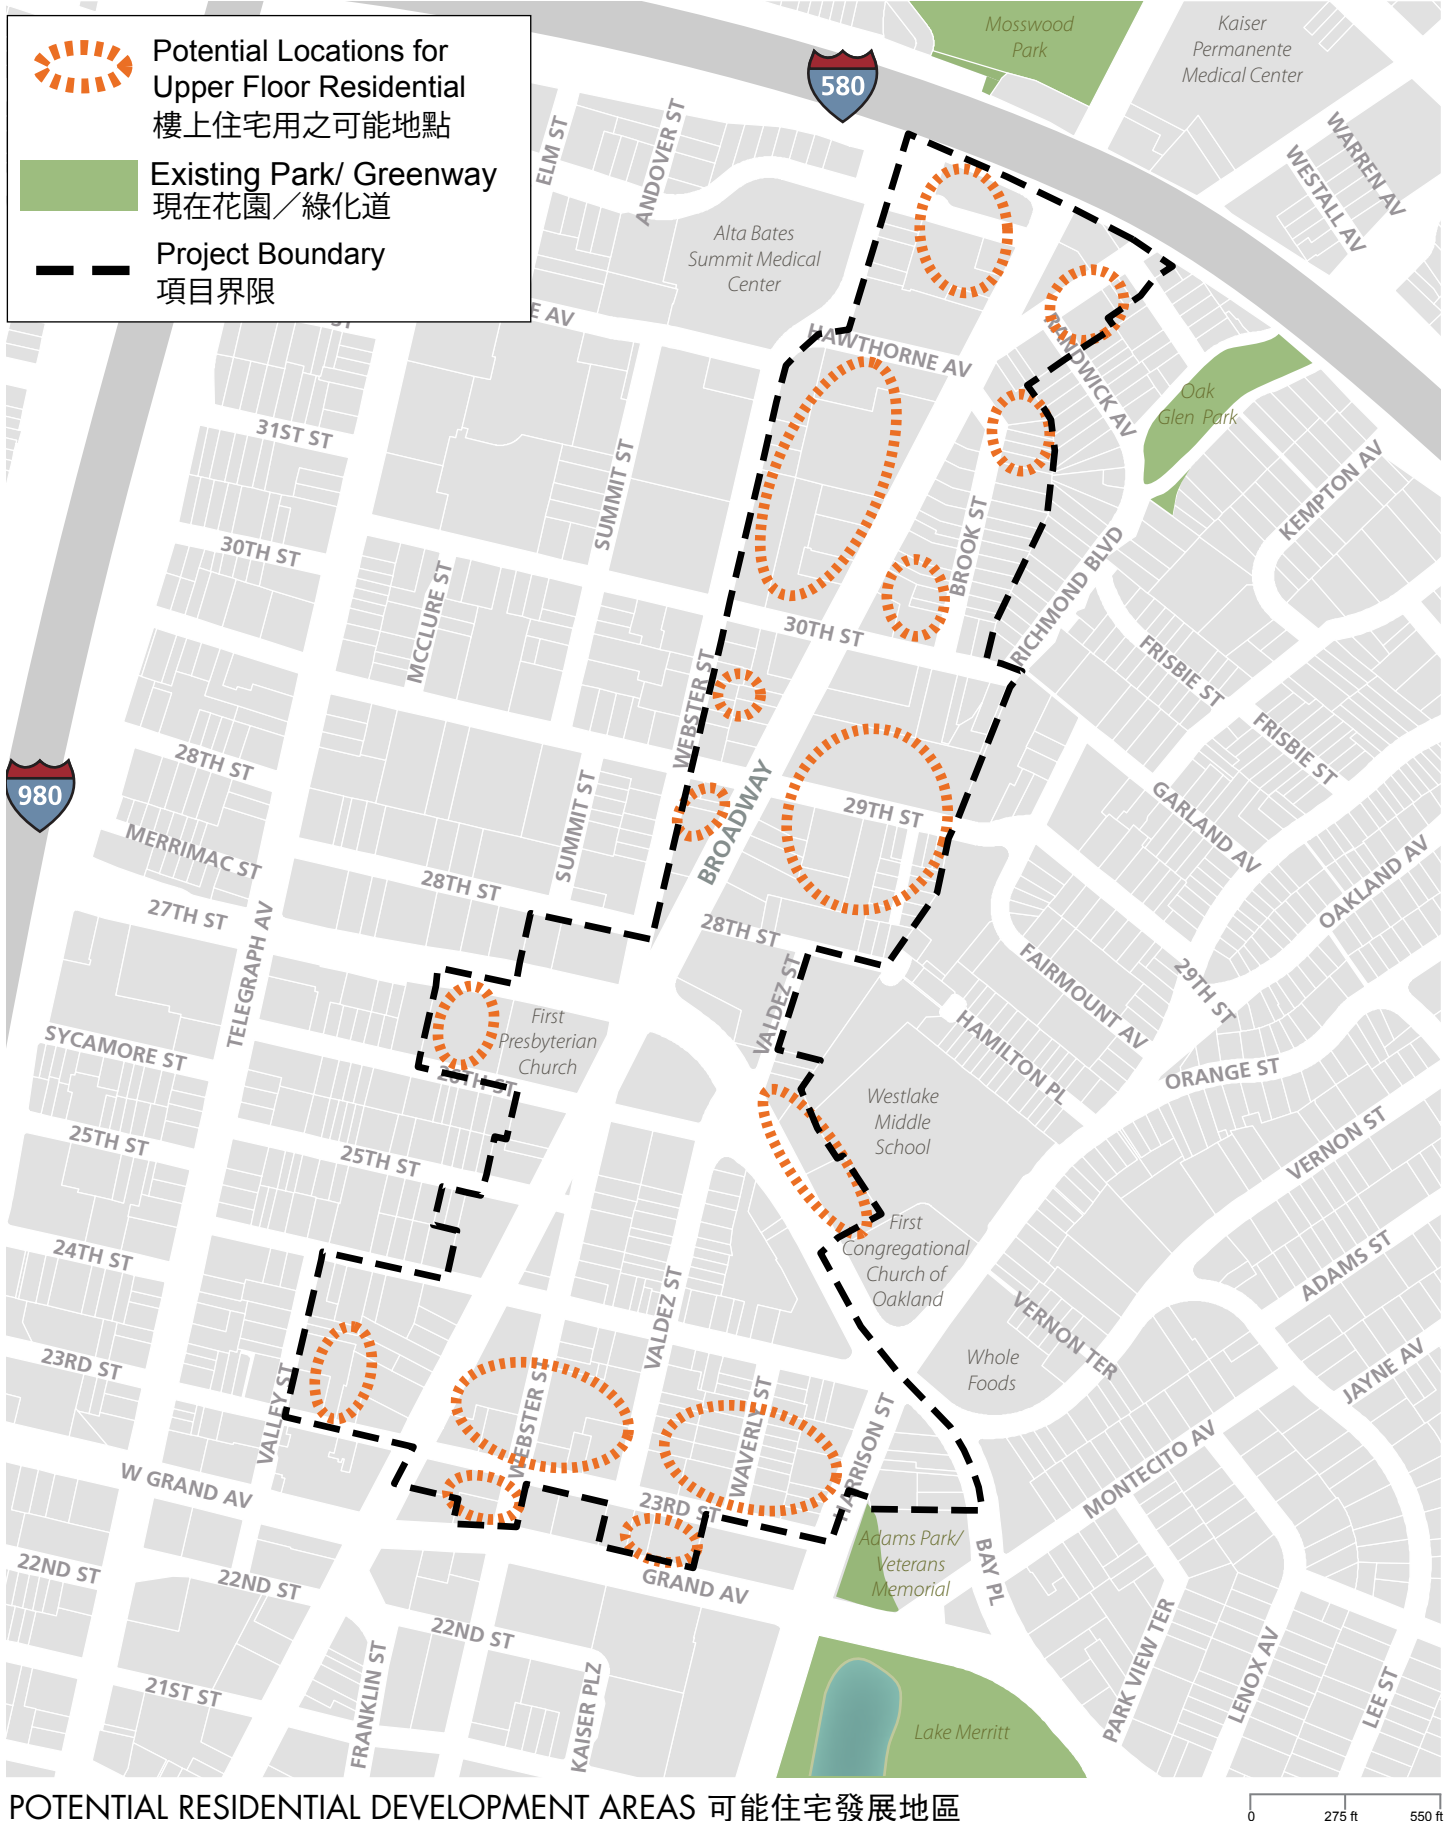 Potential Locations for
Upper Floor Residential
樓上住宅用之可能地點
Existing Park/ Greenway
現在花園／綠化道
Project Boundary
項目界限
Mosswood
Park
Kaiser
Permanente
Medical Center
580
ELM ST
ANDOVER ST
WARREN AV
WESTALL AV
Alta Bates
Summit Medical
Center
E AV
ST
HAWTHORNE AV
RANDWICK AV
Oak
Glen Park
31ST ST
SUMMIT ST
KEMPTON AV
30TH ST
MCCLURE ST
BROOK ST
RICHMOND BLVD
30TH ST
FRISBIE ST
WEBSTER ST
FRISBIE ST
28TH ST
980
SUMMIT ST
BROADWAY
29TH ST
GARLAND AV
MERRIMAC ST
28TH ST
OAKLAND AV
27TH ST
TELEGRAPH AV
28TH ST
VALDEZ ST
FAIRMOUNT AV
29TH ST
First
Presbyterian
Church
HAMILTON PL
SYCAMORE ST
26TH ST
ORANGE ST
Westlake
Middle
School
25TH ST
25TH ST
VERNON ST
First
Congregational
Church of
Oakland
24TH ST
ADAMS ST
VALDEZ ST
VERNON TER
23RD ST
Whole
Foods
JAYNE AV
VALLEY ST
WEBSTER ST
WAVERLY ST
HARRISON ST
MONTECITO AV
W GRAND AV
23RD ST
Adams Park/
Veterans
Memorial
BAY PL
22ND ST
22ND ST
GRAND AV
22ND ST
PARK VIEW TER
LENOX AV
LEE ST
21ST ST
FRANKLIN ST
KAISER PLZ
Lake Merritt
POTENTIAL RESIDENTIAL DEVELOPMENT AREAS 可能住宅發展地區
0 275 ft 550 ft